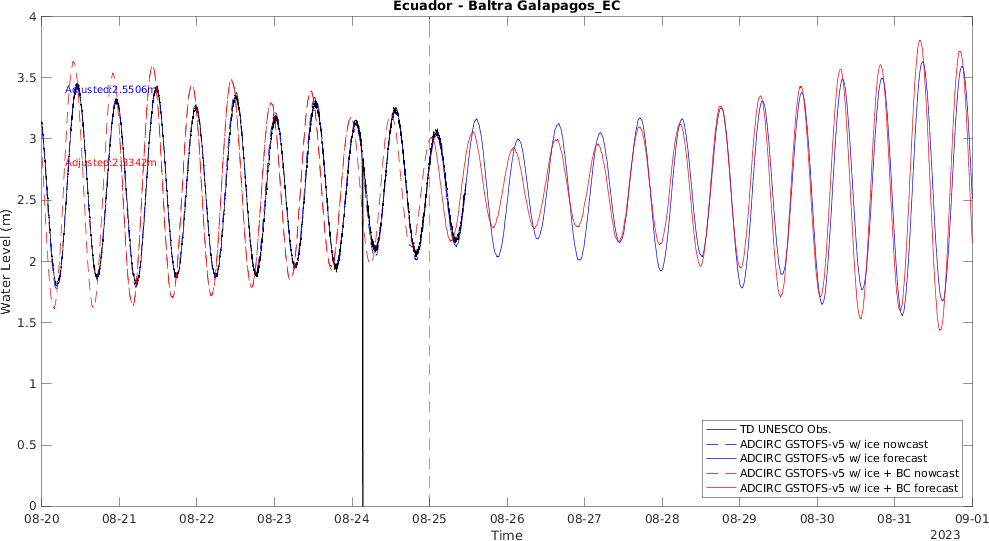 Ecuador - Baltra Galapagos_EC
Water Level (m)
4
3.5
3
2.5
2
1.5
1
0.5
0
Adjusted:2.5506m
Adjusted:2.3342m
TD UNESCO Obs.
ADCIRC GSTOFS-v5 w/ ice nowcast
ADCIRC GSTOFS-v5 w/ ice forecast
ADCIRC GSTOFS-v5 w/ ice + BC nowcast
ADCIRC GSTOFS-v5 w/ ice + BC forecast
08-20 08-21 08-22 08-23 08-24 08-25 08-26 08-27 08-28 08-29 08-30 08-31 09-01
Time
2023